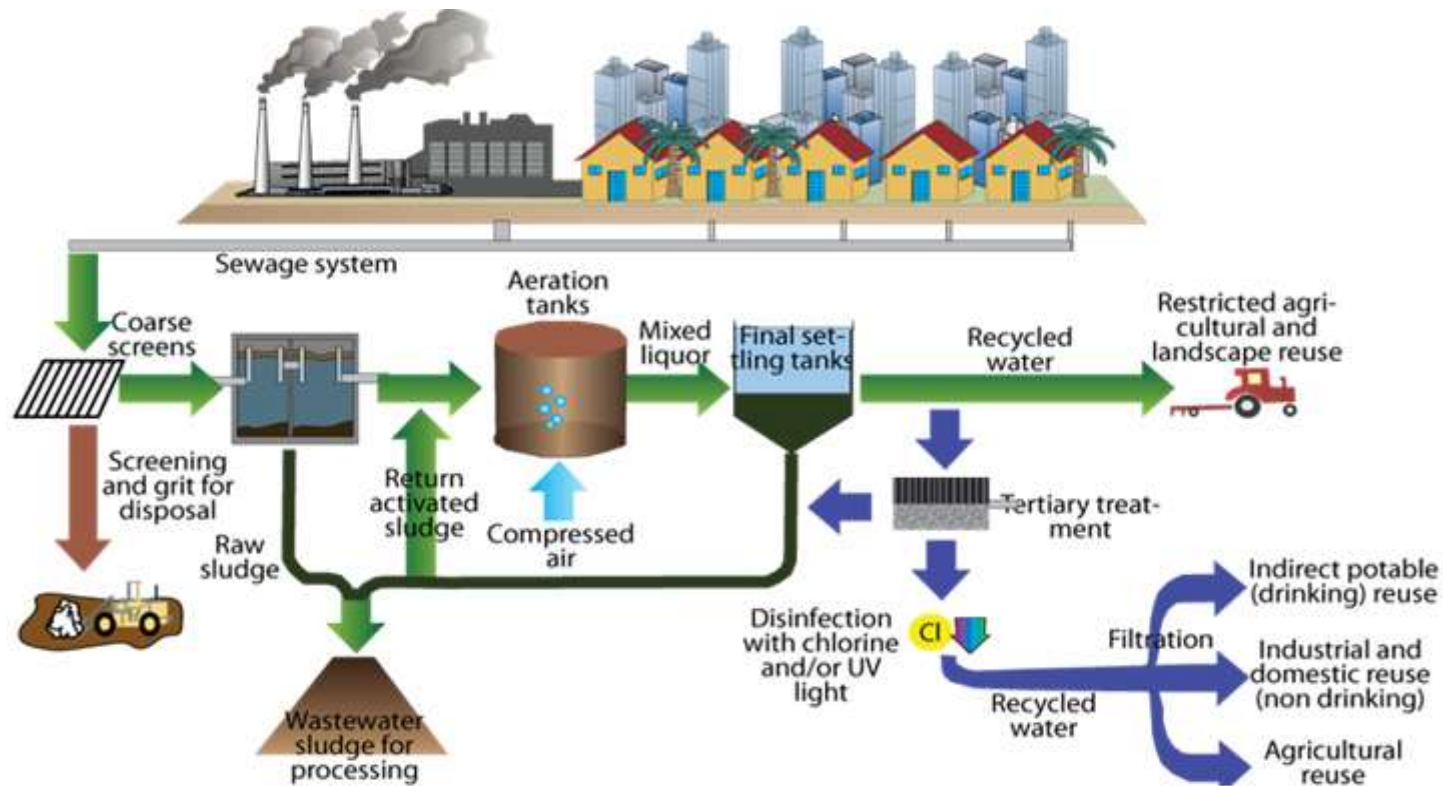 Sewage system
Coarse
screens
Aeration
tanks
Mixed
liquor
Final set-
tling tanks
Recycled
water
Restricted agri-
cultural and
landscape reuse
Screening
and grit for
disposal
Raw
sludge
Return
activated
sludge
Compressed
air
Tertiary treat-
ment
Wastewater
sludge for
processing
Disinfection
with chlorine
and/or UV
light
Cl
Recycled
water
Filtration
Indirect potable
(drinking) reuse
Industrial and
domestic reuse
(non drinking)
Agricultural
reuse